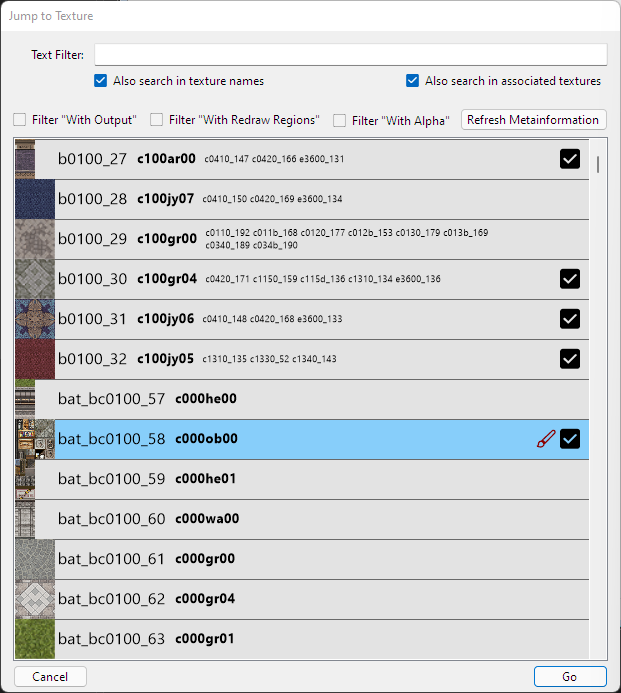 Jump to Texture
Text Filter:
Also search in texture names Also search in associated textures
Filter "With Output" Filter "With Redraw Regions" Filter "With Alpha" Refresh Metainformation
b0100_27 c100ar00 c0410_147 c0420_166 e3600_131
b0100_28 c100jy07 c0410_150 c0420_169 e3600_134
b0100_29 c100gr00 c0110_192 c011b_168 c0120_177 c012b_153 c0130_179 c013b_169
c0340_189 c034b_190
b0100_30 c100gr04 c0420_171 c1150_159 c115d_136 c1310_134 e3600_136
b0100_31 c100jy06 c0410_148 c0420_168 e3600_133
b0100_32 c100jy05 c1310_135 c1330_52 c1340_143
bat_bc0100_57 c000he00
bat_bc0100_58 c000ob00
bat_bc0100_59 c000he01
bat_bc0100_60 c000wa00
bat_bc0100_61 c000gr00
bat_bc0100_62 c000gr04
bat_bc0100_63 c000gr01
Cancel Go